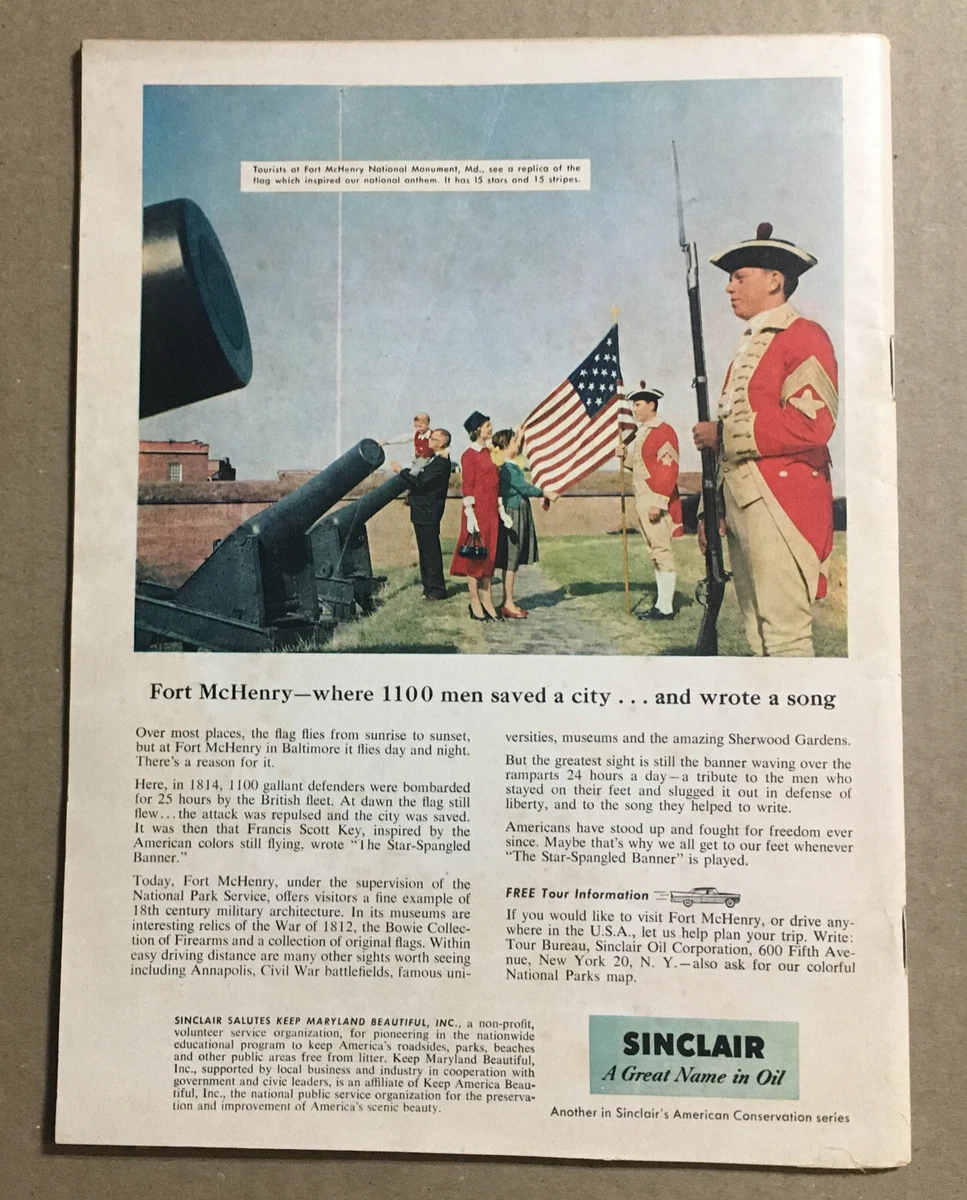 Tourists at Fort McHenry National Monument, Md., see a replica of the
flag which inspired our national anthem. It has 15 stars and 15 stripes.
Fort McHenry—where 1100 men saved a city . . . and wrote a song
Over most places, the flag flies from sunrise to sunset,
but at Fort McHenry in Baltimore it flies day and night.
There's a reason for it.
Here, in 1814, 1100 gallant defenders were bombarded
for 25 hours by the British fleet. At dawn the flag still
flew...the attack was repulsed and the city was saved.
It was then that Francis Scott Key, inspired by the
American colors still flying, wrote "The Star-Spangled
Banner."
Today, Fort McHenry, under the supervision of the
National Park Service, offers visitors a fine example of
18th century military architecture. In its museums are
interesting relics of the War of 1812, the Bowie Collec-
tion of Firearms and a collection of original flags. Within
easy driving distance are many other sights worth seeing
including Annapolis, Civil War battlefields, famous uni-
versities, museums and the amazing Sherwood Gardens.
But the greatest sight is still the banner waving over the
ramparts 24 hours a day—a tribute to the men who
stayed on their feet and slugged it out in defense of
liberty, and to the song they helped to write.
Americans have stood up and fought for freedom ever
since. Maybe that's why we all get to our feet whenever
"The Star-Spangled Banner" is played.
FREE Tour Information
If you would like to visit Fort McHenry, or drive any-
where in the U.S.A., let us help plan your trip. Write:
Tour Bureau, Sinclair Oil Corporation, 600 Fifth Ave-
nue, New York 20, N. Y.—also ask for our colorful
National Parks map.
SINCLAIR SALUTES KEEP MARYLAND BEAUTIFUL, INC., a non-profit,
volunteer service organization, for pioneering in the nationwide
educational program to keep America's roadsides, parks, beaches
and other public areas free from litter. Keep Maryland Beautiful,
Inc., supported by local business and industry in cooperation with
government and civic leaders, is an affiliate of Keep America Beau-
tiful, Inc., the national public service organization for the preserva-
tion and improvement of America's scenic beauty.
SINCLAIR
A Great Name in Oil
Another in Sinclair's American Conservation series